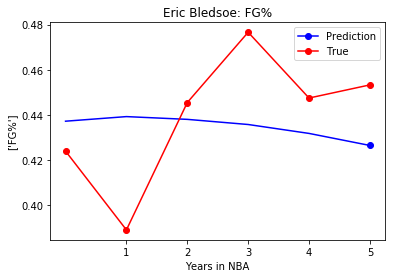 Eric Bledsoe: FG%
Prediction
True
['FG%']
0.48
0.46
0.44
0.42
0.40
1 2 3 4 5
Years in NBA